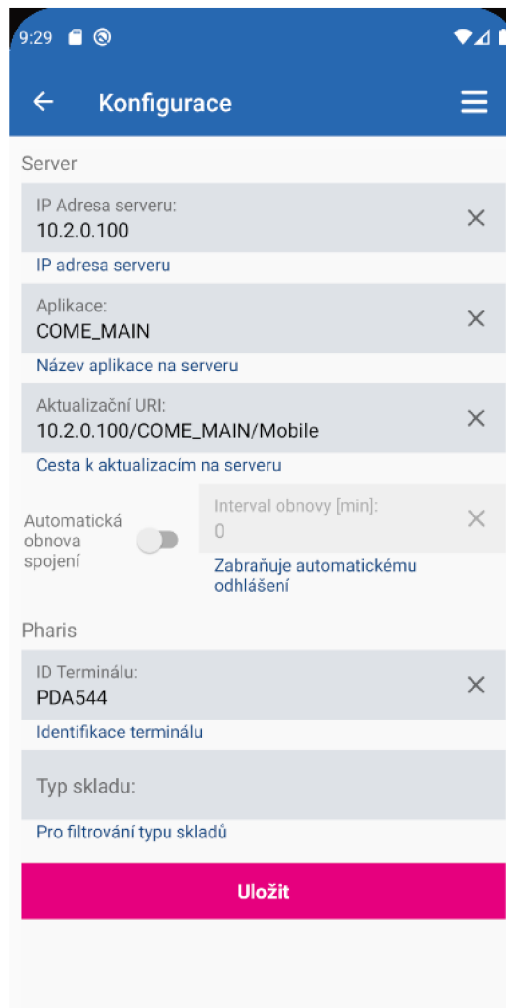 9:29
Konfigurace
Server
IP Adresa serveru:
10.2.0.100
IP adresa serveru
Aplikace:
COME_MAIN
Název aplikace na serveru
Aktualizační URI:
10.2.0.100/COME_MAIN/Mobile
Cesta k aktualizacím na serveru
Automatická
obnova
spojení
Interval obnovy [min]:
0
Zabraňuje automatickému
odhlášení
Pharis
ID Terminálu:
PDA544
Identifikace terminálu
Typ skladu:
Pro filtrování typu skladů
Uložit